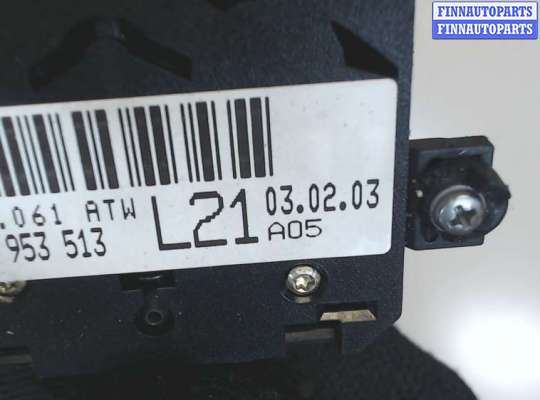 FINNAUTOPARTS
FINNAUTOPARTS
.061 ATW
953 513
L21
03.02.03
A05